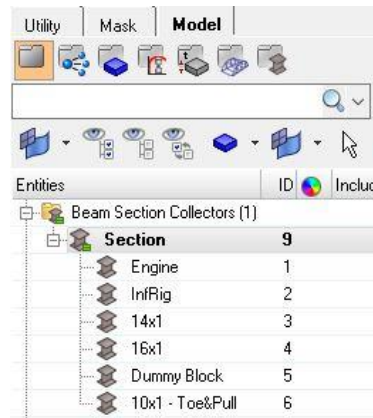 Utility Mask Model
Entities ID Includ
Beam Section Collectors (1)
Section 9
Engine 1
InfRig 2
14x1 3
16x1 4
Dummy Block 5
10x1 - Toe&Pull 6